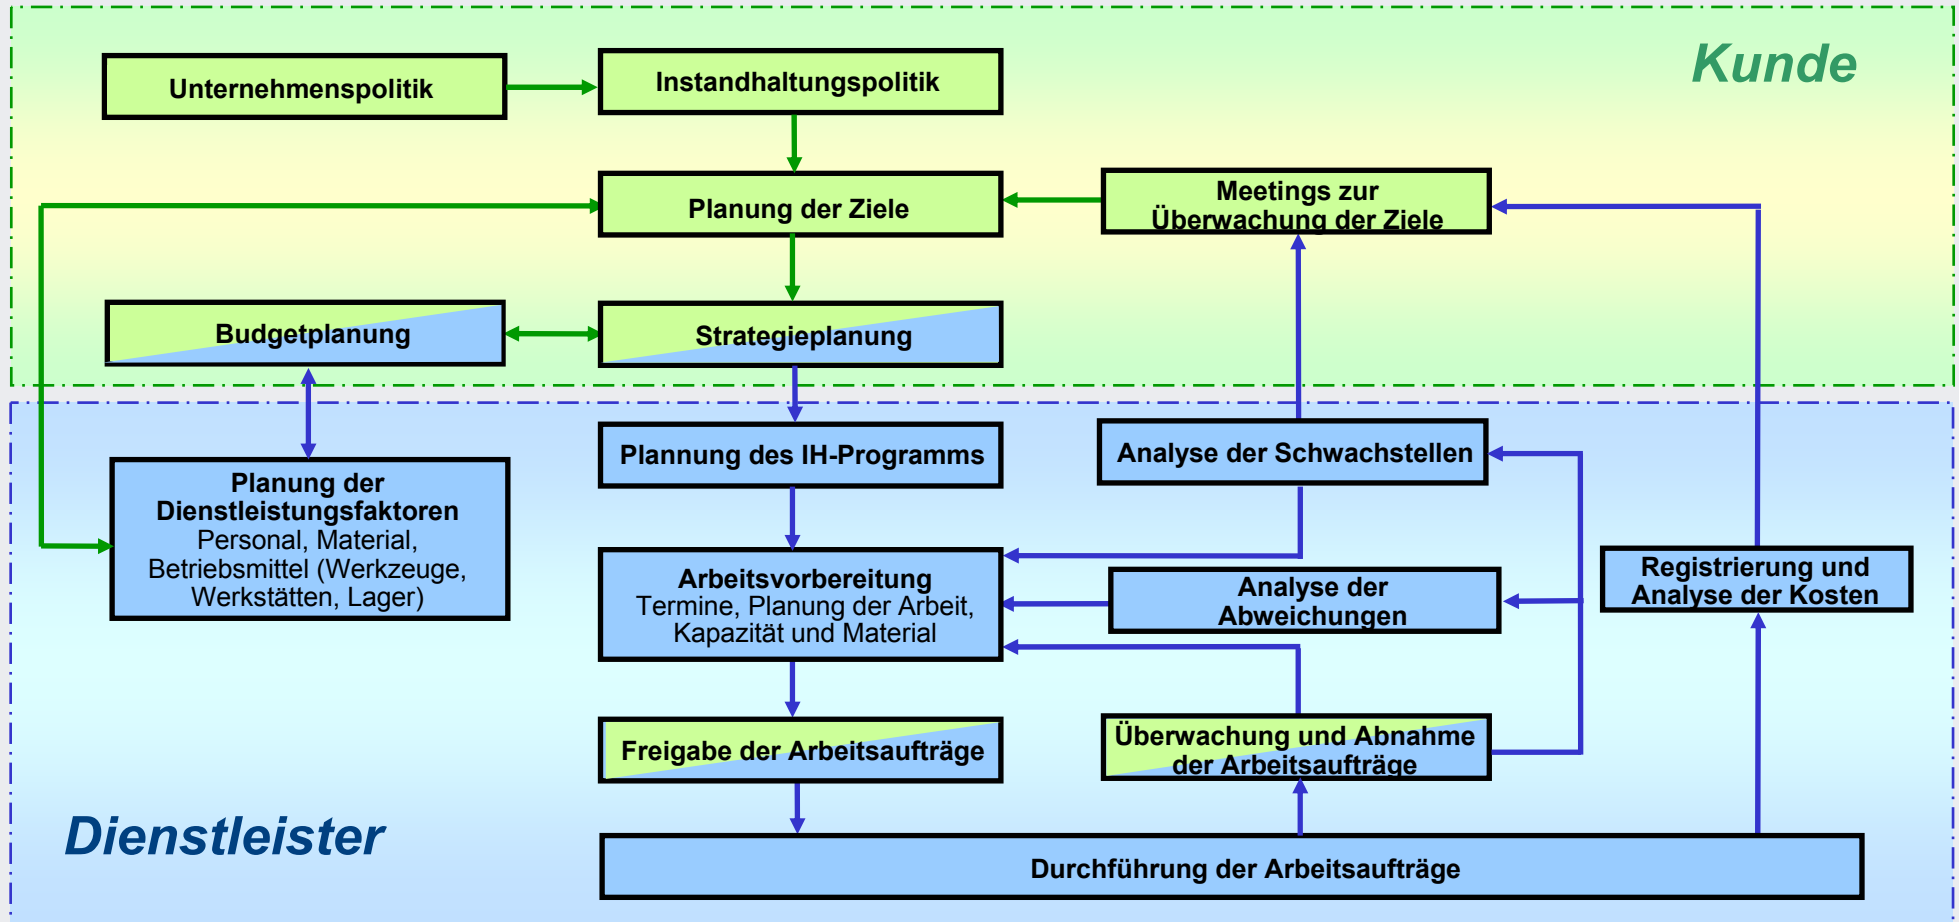 Kunde
Unternehmenspolitik
Instandhaltungspolitik
Planung der Ziele
Meetings zur
Überwachung der Ziele
Budgetplanung
Strategieplanung
Plannung des IH-Programms
Analyse der Schwachstellen
Planung der
Dienstleistungsfaktoren
Personal, Material,
Betriebsmittel (Werkzeuge,
Werkstätten, Lager)
Arbeitsvorbereitung
Termine, Planung der Arbeit,
Kapazität und Material
Analyse der
Abweichungen
Registrierung und
Analyse der Kosten
Freigabe der Arbeitsaufträge
Überwachung und Abnahme
der Arbeitsaufträge
Dienstleister
Durchführung der Arbeitsaufträge